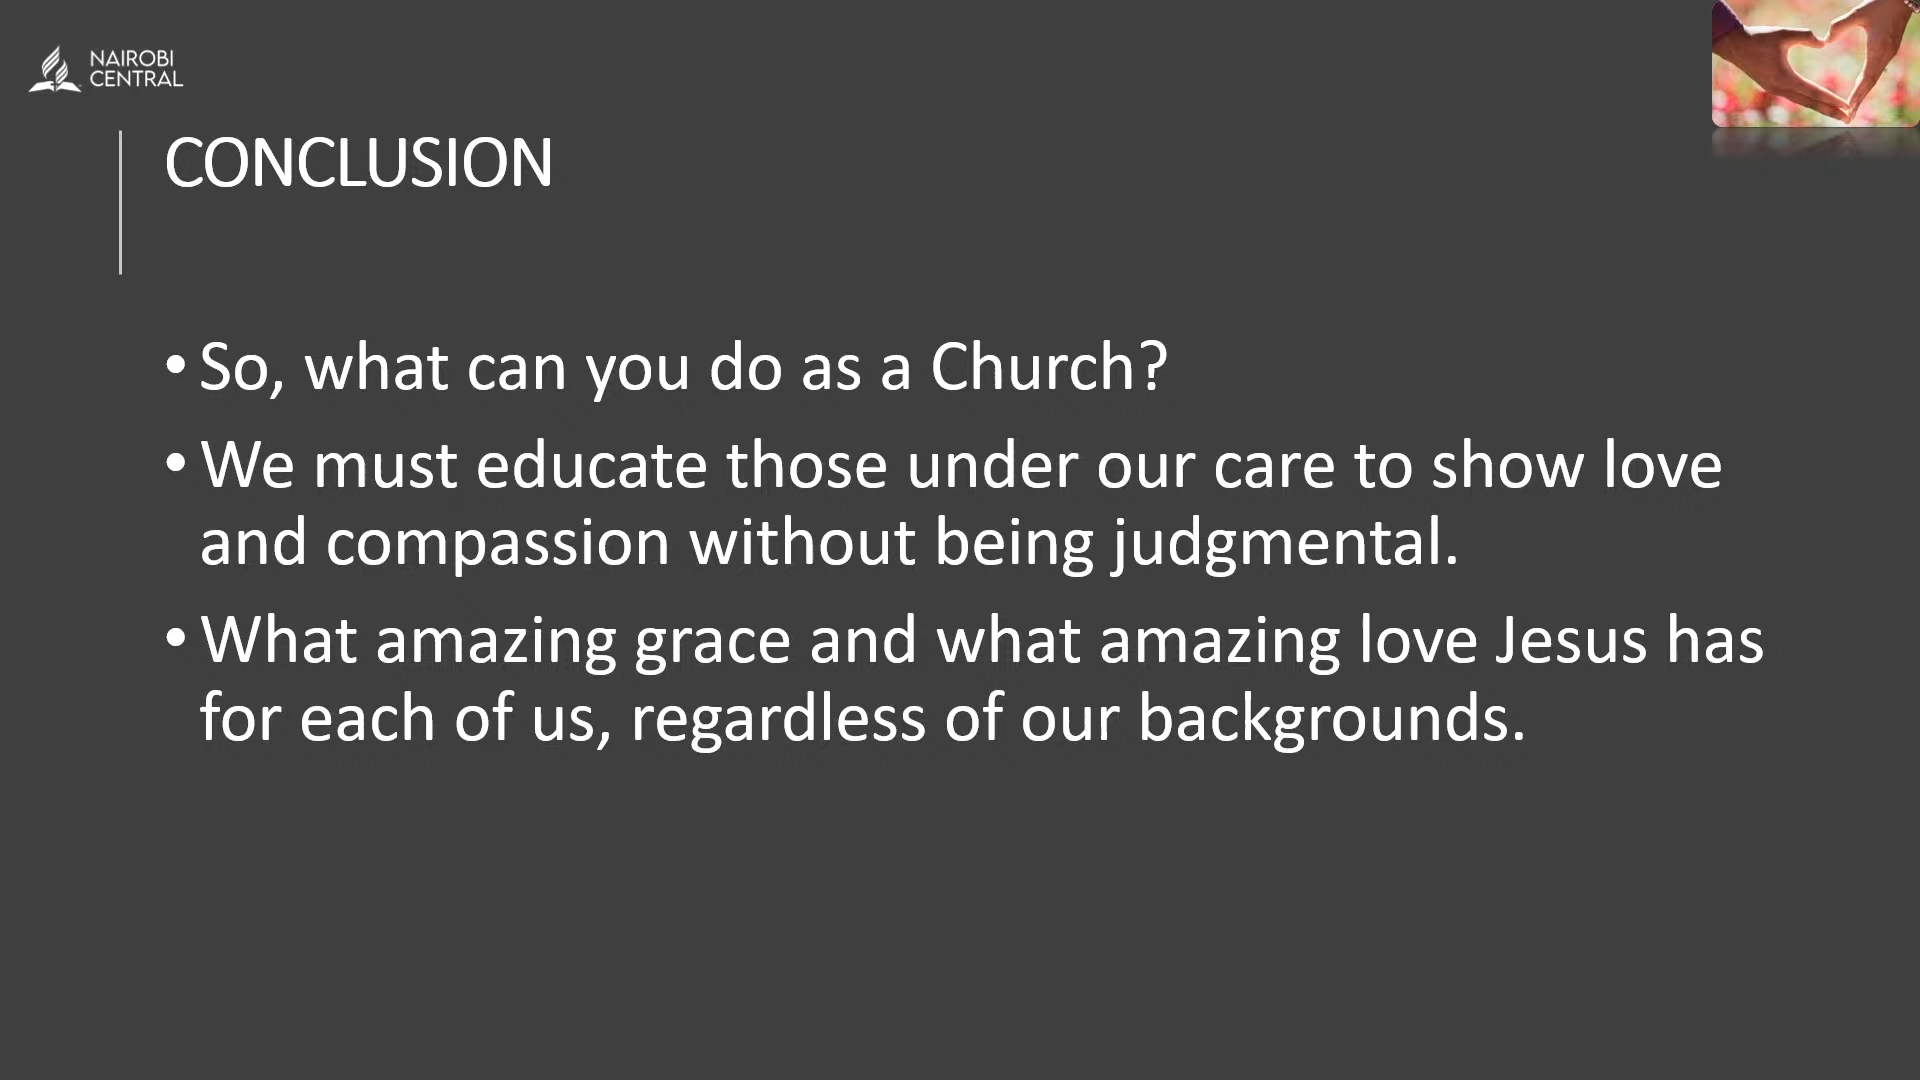 NAIROBI
CENTRAL
CONCLUSION
• So, what can you do as a Church?
• We must educate those under our care to show love
and compassion without being judgmental.
• What amazing grace and what amazing love Jesus has
for each of us, regardless of our backgrounds.